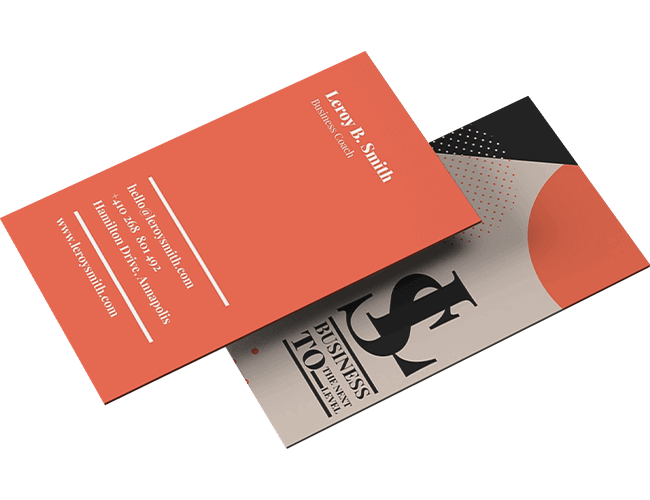 Leroy B. Smith
Business Coach
hello@leroysmith.com
+410 268 801 492
Hamilton Drive, Annapolis
www.leroysmith.com
BUSINESS
TO THE NEXT
LEVEL